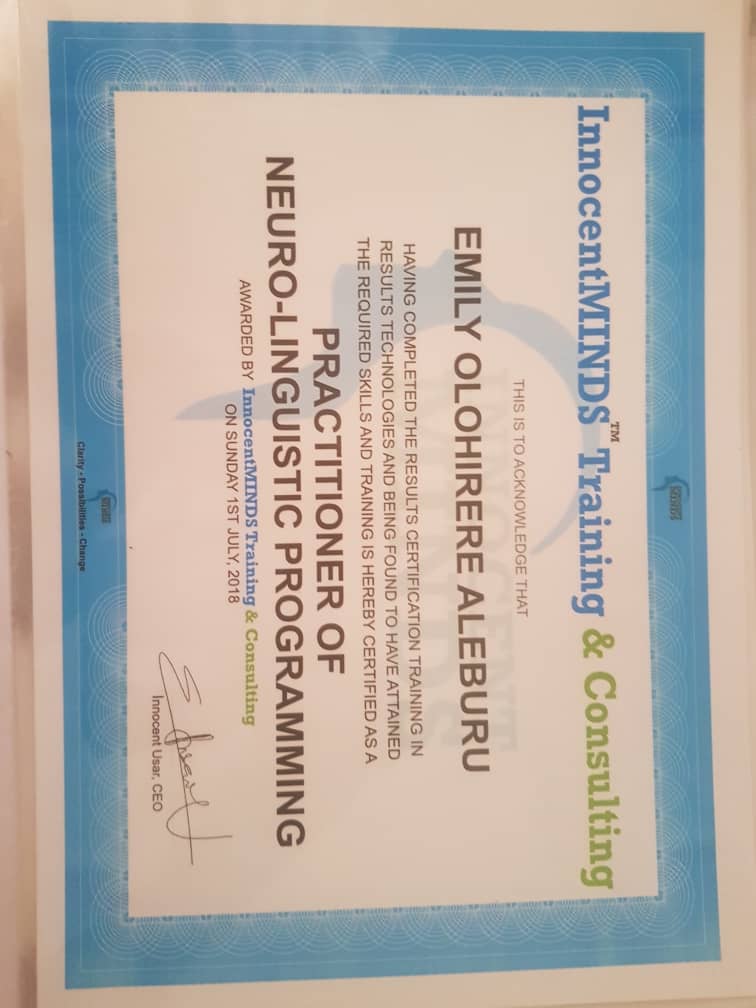 InnocentMINDS™ Training & Consulting
THIS IS TO ACKNOWLEDGE THAT
EMILY OLOHIRERE ALEBURU
HAVING COMPLETED THE RESULTS CERTIFICATION TRAINING IN
RESULTS TECHNOLOGIES AND BEING FOUND TO HAVE ATTAINED
THE REQUIRED SKILLS AND TRAINING IS HEREBY CERTIFIED AS A
PRACTITIONER OF
NEURO-LINGUISTIC PROGRAMMING
AWARDED BY InnocentMINDS Training & Consulting
ON SUNDAY 1ST JULY, 2018
Innocent Usar, CEO
Clarity - Possibilities - Change